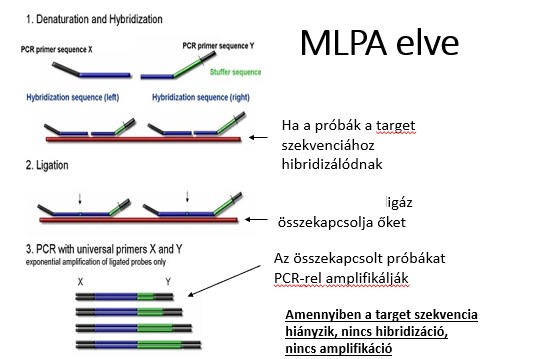 MLPA elve
1. Denaturation and Hybridization
PCR primer sequence X
PCR primer sequence Y
Stuffer sequence
Hybridization sequence (left)
Hybridization sequence (right)
Ha a próbák a target
szekvenciához
hibridizálódnak
2. Ligation
ligáz
összekapcsolja őket
3. PCR with universal primers X and Y
exponential amplification of ligated probes only
X
Y
Az összekapcsolt próbákat
PCR-rel amplifikálják
Amennyiben a target szekvencia
hiányzik, nincs hibridizáció,
nincs amplifikáció